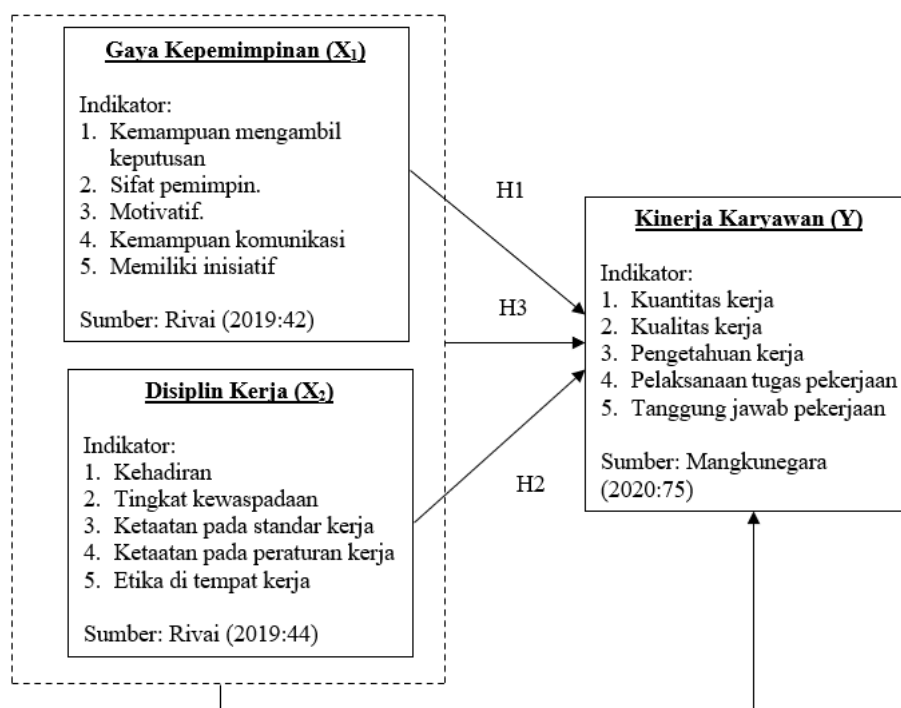 Gaya Kepemimpinan (X₁)
Indikator:
1. Kemampuan mengambil
keputusan
2. Sifat pemimpin.
3. Motivatif.
4. Kemampuan komunikasi
5. Memiliki inisiatif
Sumber: Rivai (2019:42)
Disiplin Kerja (X₂)
Indikator:
1. Kehadiran
2. Tingkat kewaspadaan
3. Ketaatan pada standar kerja
4. Ketaatan pada peraturan kerja
5. Etika di tempat kerja
Sumber: Rivai (2019:44)
H1
H3
H2
Kinerja Karyawan (Y)
Indikator:
1. Kuantitas kerja
2. Kualitas kerja
3. Pengetahuan kerja
4. Pelaksanaan tugas pekerjaan
5. Tanggung jawab pekerjaan
Sumber: Mangkunegara
(2020:75)